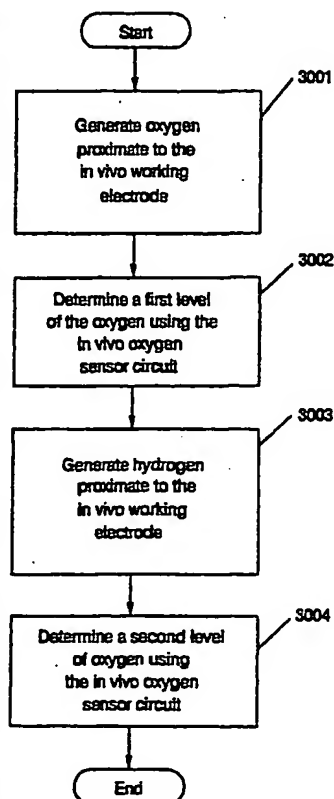 Start
3001
Generate oxygen
proximate to the
in vivo working
electrode
3002
Determine a first level
of the oxygen using the
in vivo oxygen
sensor circuit
3003
Generate hydrogen
proximate to the
in vivo working
electrode
3004
Determine a second level
of oxygen using
the in vivo oxygen
sensor circuit
End